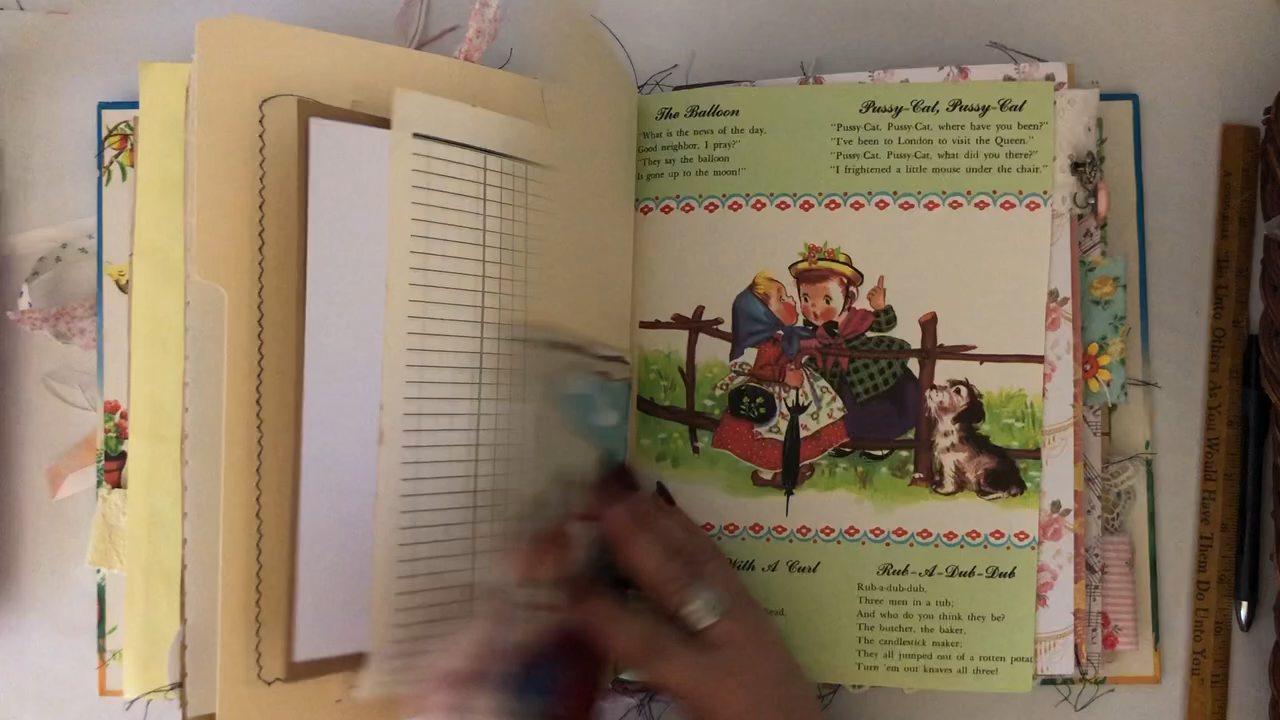 The Balloon
"What is the news of the day,
Good neighbor, I pray?"
"They say the balloon
Is gone up to the moon!"
Pussy-Cat, Pussy-Cat
"Pussy-Cat, Pussy-Cat, where have you been?"
"I've been to London to visit the Queen."
"Pussy-Cat, Pussy-Cat, what did you there?"
"I frightened a little mouse under the chair."
With A Curl
Rub-A-Dub-Dub
Rub-a-dub-dub,
Three men in a tub;
And who do you think they be?
The butcher, the baker,
The candlestick maker;
They all jumped out of a rotten potat
Turn 'em out knaves all three!
Unto Others As You Would Have Them Do Unto You